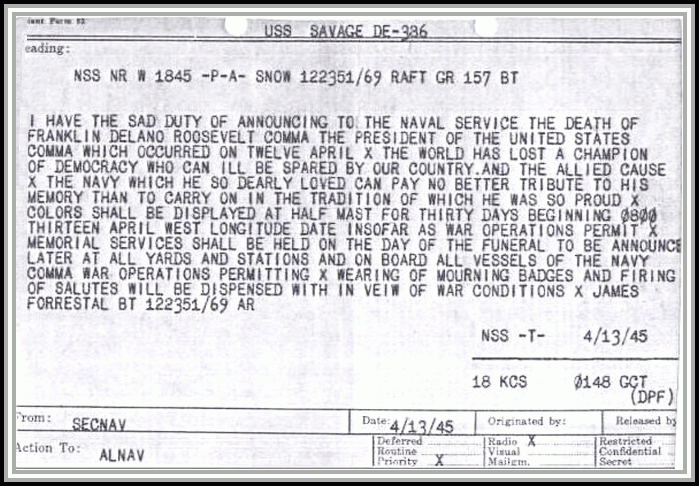 USS SAVAGE DE-386
eading:
NSS NR W 1845 -P-A- SNOW 122351/69 RAFT GR 157 BT
I HAVE THE SAD DUTY OF ANNOUNCING TO THE NAVAL SERVICE THE DEATH OF
FRANKLIN DELANO ROOSEVELT COMMA THE PRESIDENT OF THE UNITED STATES
COMMA WHICH OCCURRED ON TWELVE APRIL X THE WORLD HAS LOST A CHAMPION
OF DEMOCRACY WHO CAN ILL BE SPARED BY OUR COUNTRY.AND THE ALLIED CAUSE
X THE NAVY WHICH HE SO DEARLY LOVED CAN PAY NO BETTER TRIBUTE TO HIS
MEMORY THAN TO CARRY ON IN THE TRADITION OF WHICH HE WAS SO PROUD X
COLORS SHALL BE DISPLAYED AT HALF MAST FOR THIRTY DAYS BEGINNING Ø8ØØ
THIRTEEN APRIL WEST LONGITUDE DATE INSOFAR AS WAR OPERATIONS PERMIT X
MEMORIAL SERVICES SHALL BE HELD ON THE DAY OF THE FUNERAL TO BE ANNOUNCE
LATER AT ALL YARDS AND STATIONS AND ON BOARD ALL VESSELS OF THE NAVY
COMMA WAR OPERATIONS PERMITTING X WEARING OF MOURNING BADGES AND FIRING
OF SALUTES WILL BE DISPENSED WITH IN VEIW OF WAR CONDITIONS X JAMES
FORRESTAL BT 122351/69 AR
NSS -T- 4/13/45
18 KCS Ø148 GCT
(DPF)
From: SECNAV Date: 4/13/45 Originated by: Released by
Action To: ALNAV
Deferred Radio X Restricted
Routine Visual Confidential
Priority X Mailgm. Secret